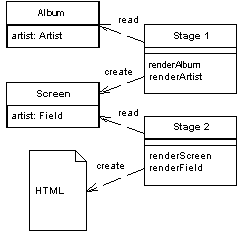 Album
artist: Artist
read
Stage 1
renderAlbum
renderArtist
create
Screen
artist: Field
read
Stage 2
renderScreen
renderField
create
HTML